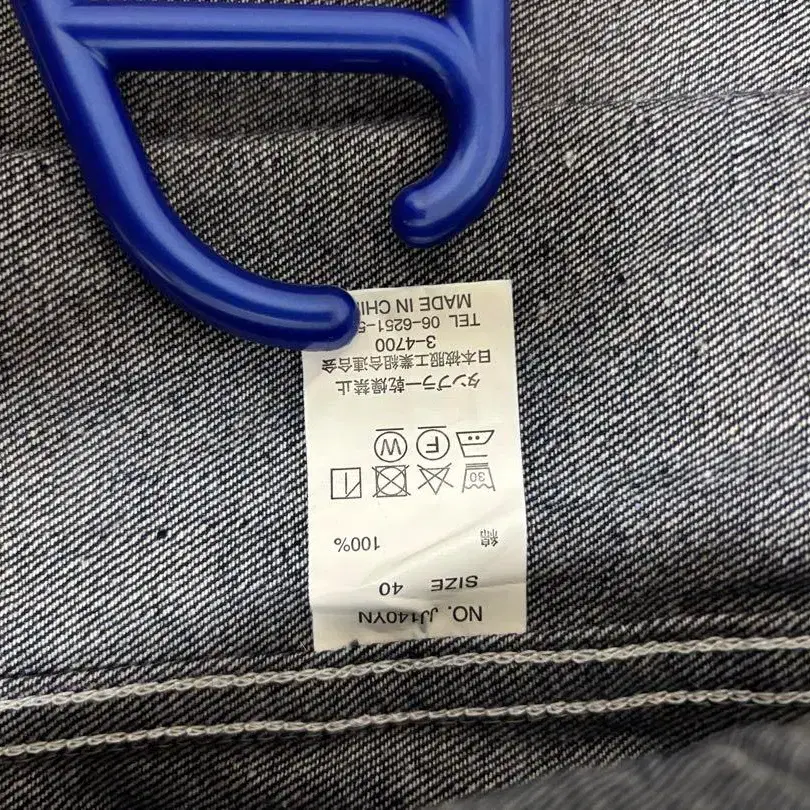 NO. JJ140YN
SIZE 40
綿 100%
30
F W
タンブラー乾燥禁止
日本被服工業組合連合会
3-4700
TEL 06-6251-5
MADE IN CHI